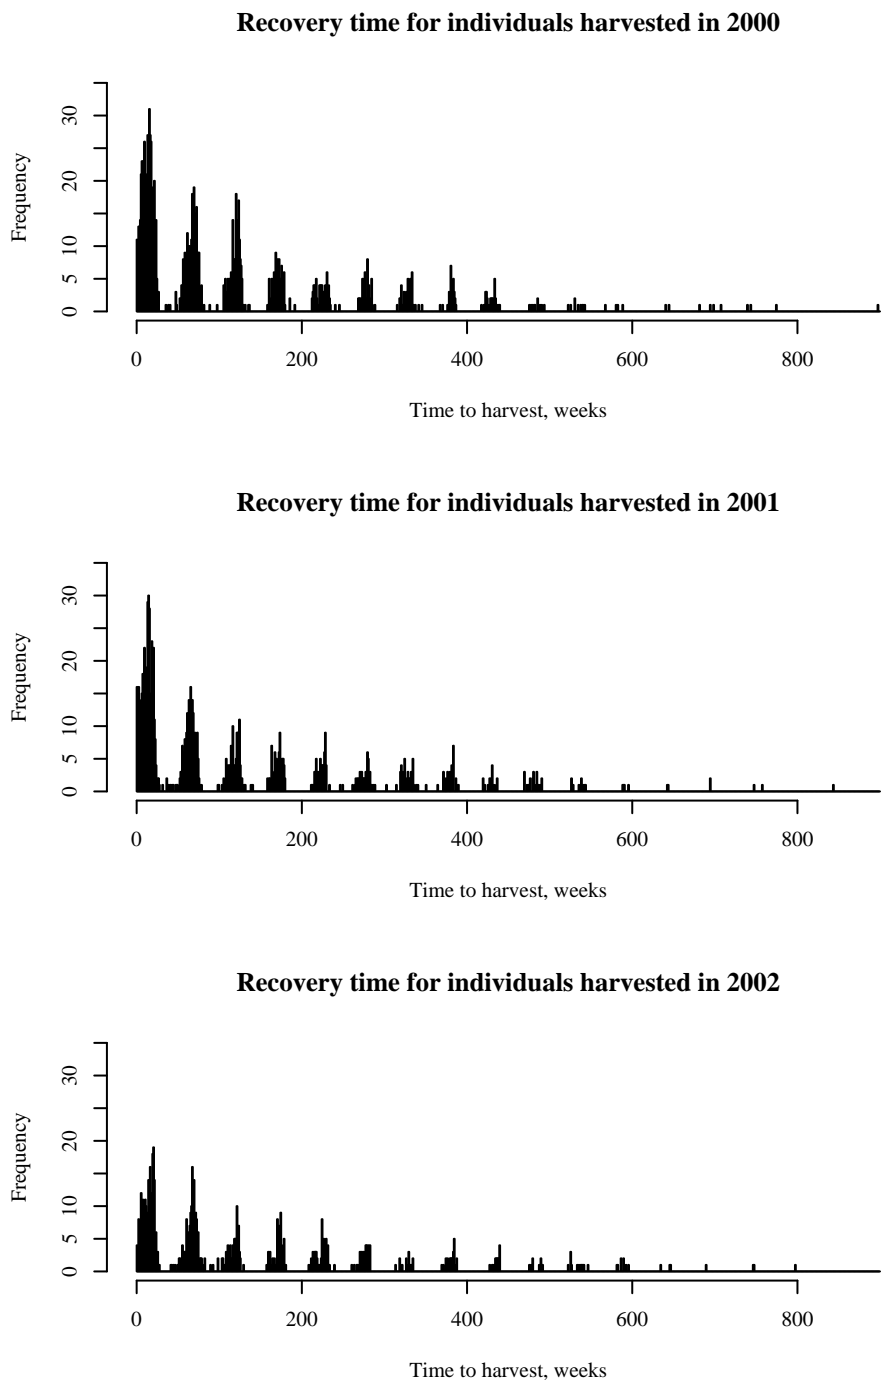 Recovery time for individuals harvested in 2000
Frequency
30
20
10
5
0
0 200 400 600 800
Time to harvest, weeks
Recovery time for individuals harvested in 2001
Frequency
30
20
10
5
0
0 200 400 600 800
Time to harvest, weeks
Recovery time for individuals harvested in 2002
Frequency
30
20
10
5
0
0 200 400 600 800
Time to harvest, weeks